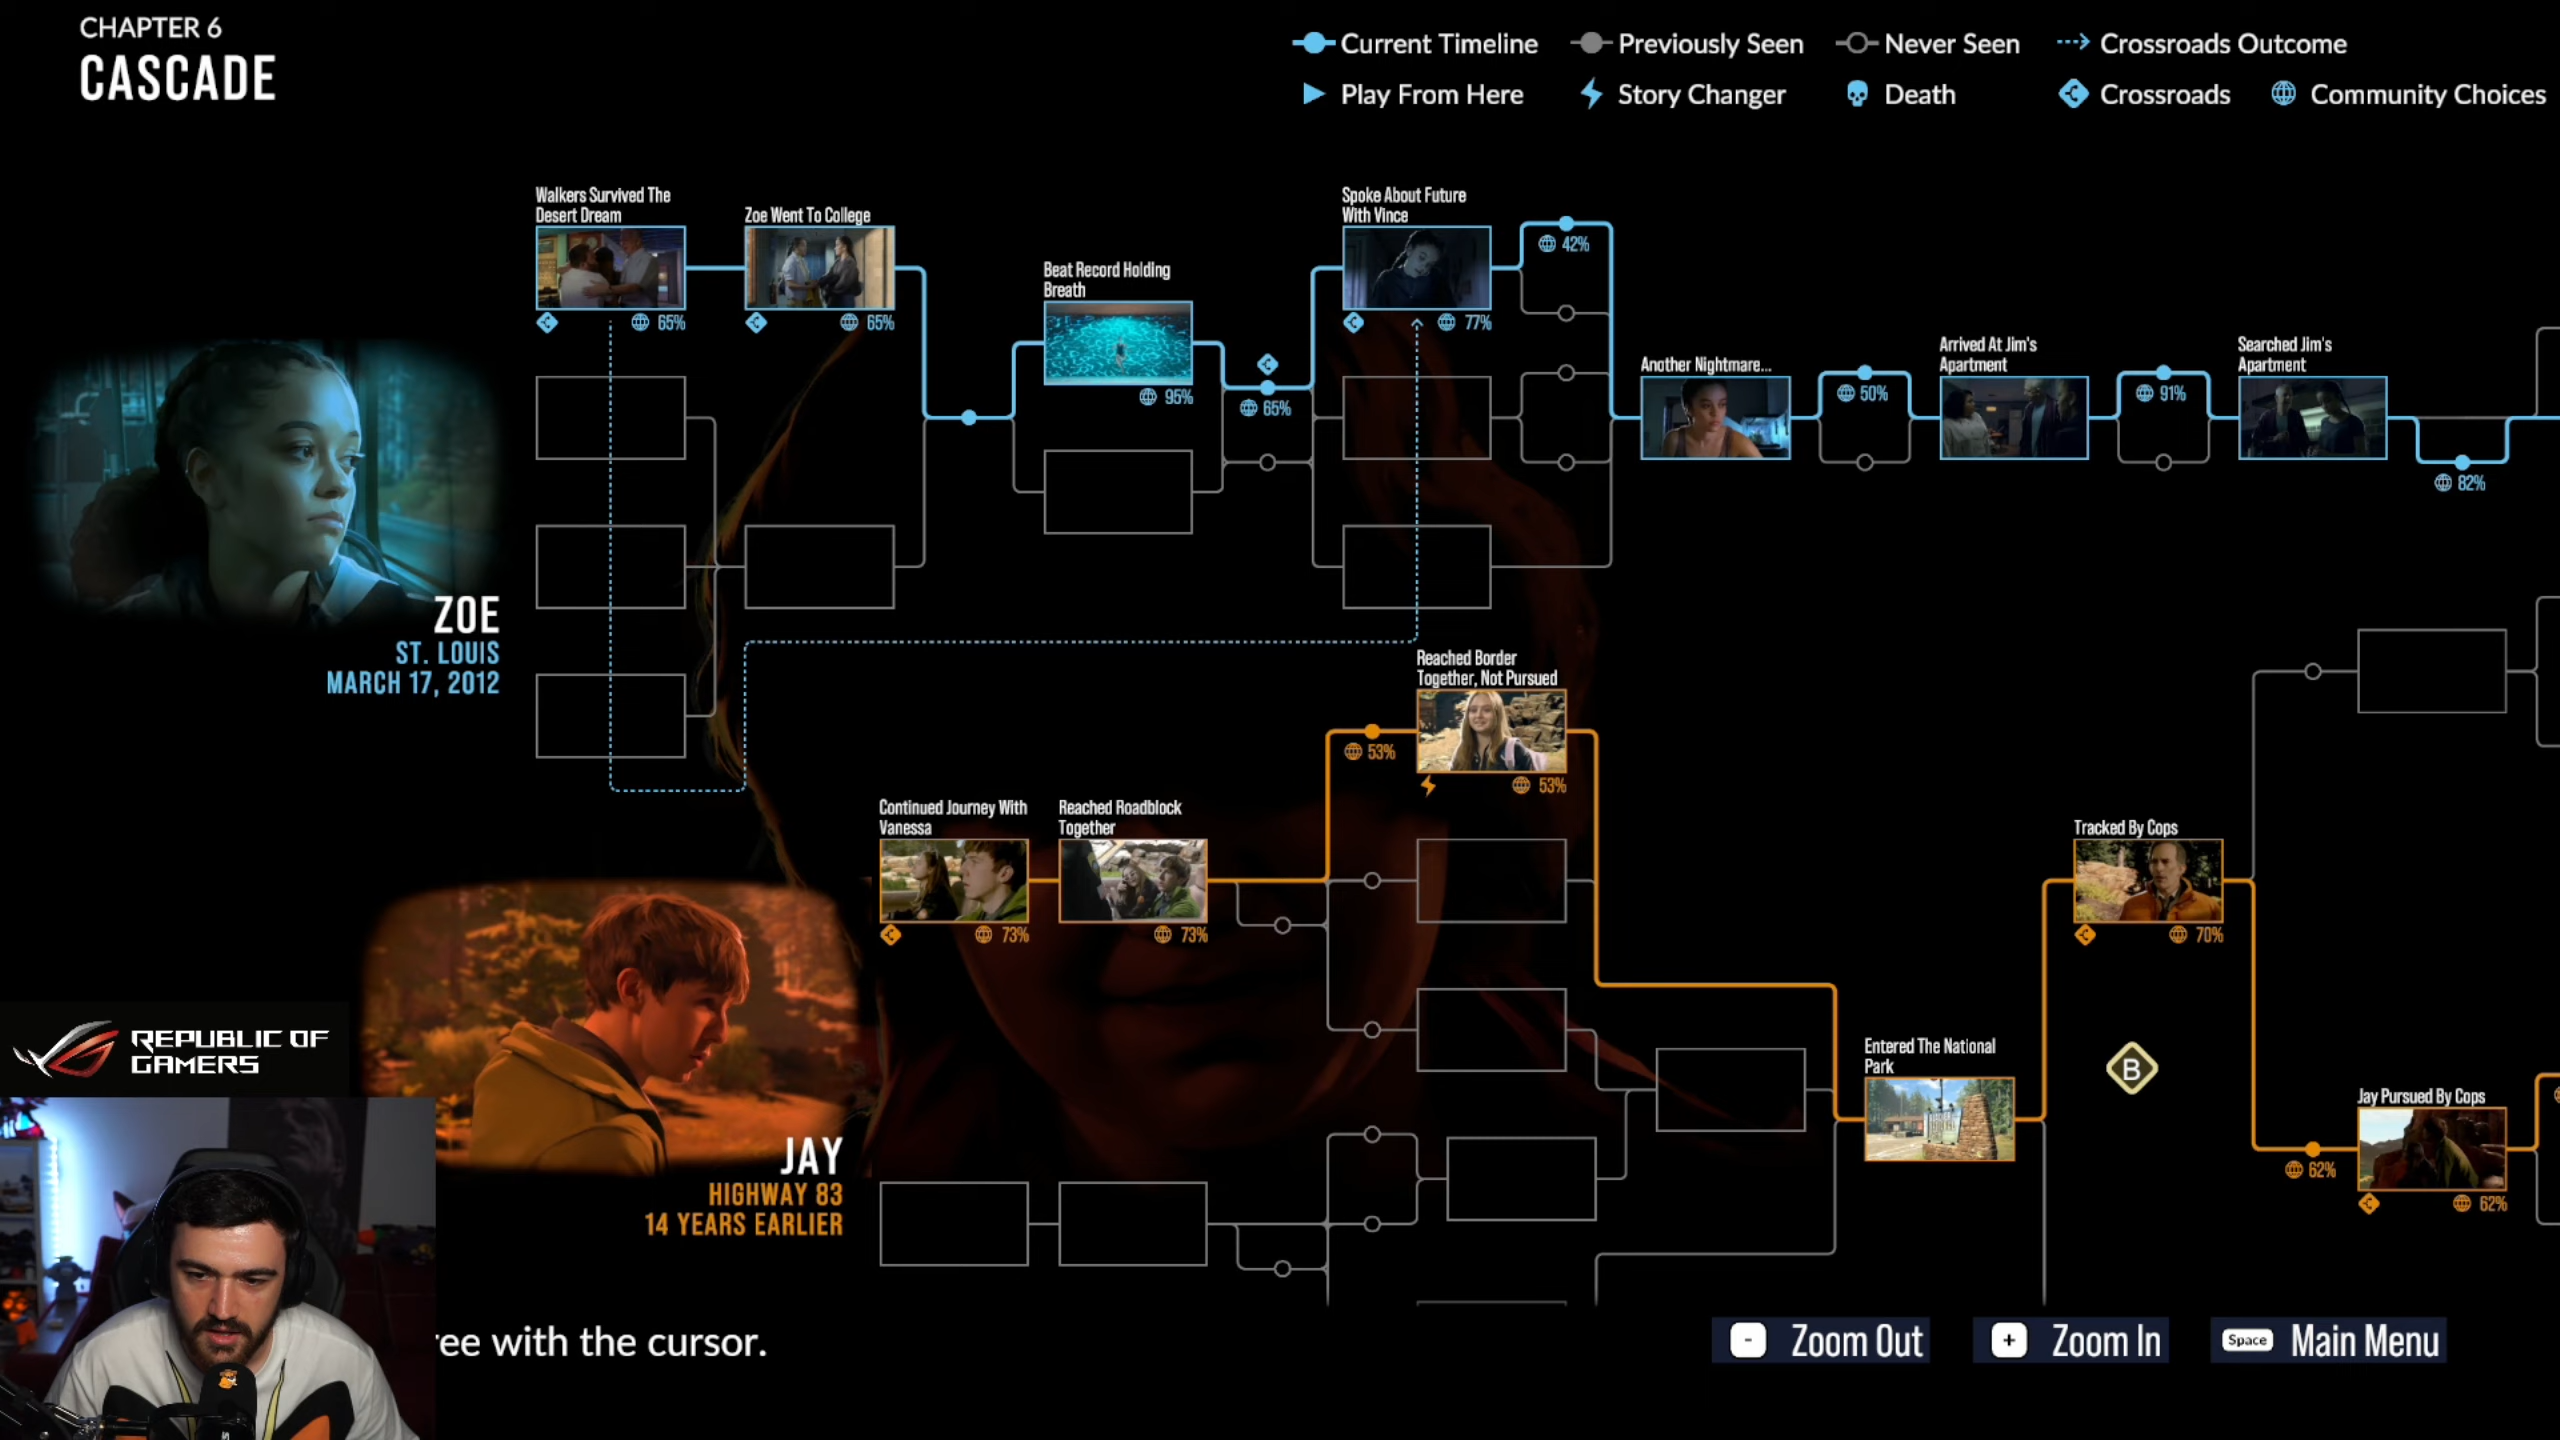 CHAPTER 6
CASCADE
Current Timeline
Previously Seen
Never Seen
Crossroads Outcome
Play From Here
Story Changer
Death
Crossroads
Community Choices
Walkers Survived The
Desert Dream
65%
Zoe Went To College
65%
Beat Record Holding
Breath
95%
65%
Spoke About Future
With Vince
77%
42%
Another Nightmare...
50%
Arrived At Jim's
Apartment
91%
Searched Jim's
Apartment
82%
ZOE
ST. LOUIS
MARCH 17, 2012
Continued Journey With
Vanessa
73%
Reached Roadblock
Together
73%
53%
Reached Border
Together, Not Pursued
53%
Entered The National
Park
Tracked By Cops
70%
B
62%
Jay Pursued By Cops
62%
JAY
HIGHWAY 83
14 YEARS EARLIER
REPUBLIC OF
GAMERS
ree with the cursor.
- Zoom Out
+ Zoom In
Space Main Menu